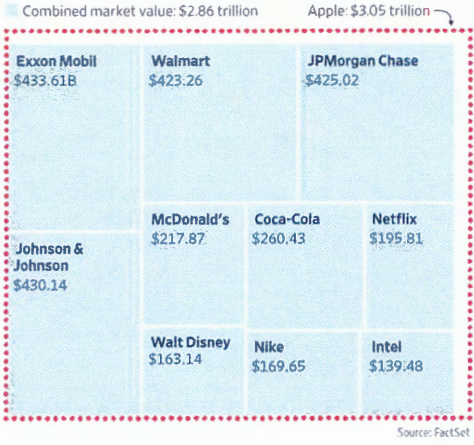 Combined market value: $2.86 trillion
Apple: $3.05 trillion
Exxon Mobil
$433.61B
Walmart
$423.26
JPMorgan Chase
$425.02
McDonald's
$217.87
Coca-Cola
$260.43
Netflix
$195.81
Johnson &
Johnson
$430.14
Walt Disney
$163.14
Nike
$169.65
Intel
$139.48
Source: FactSet